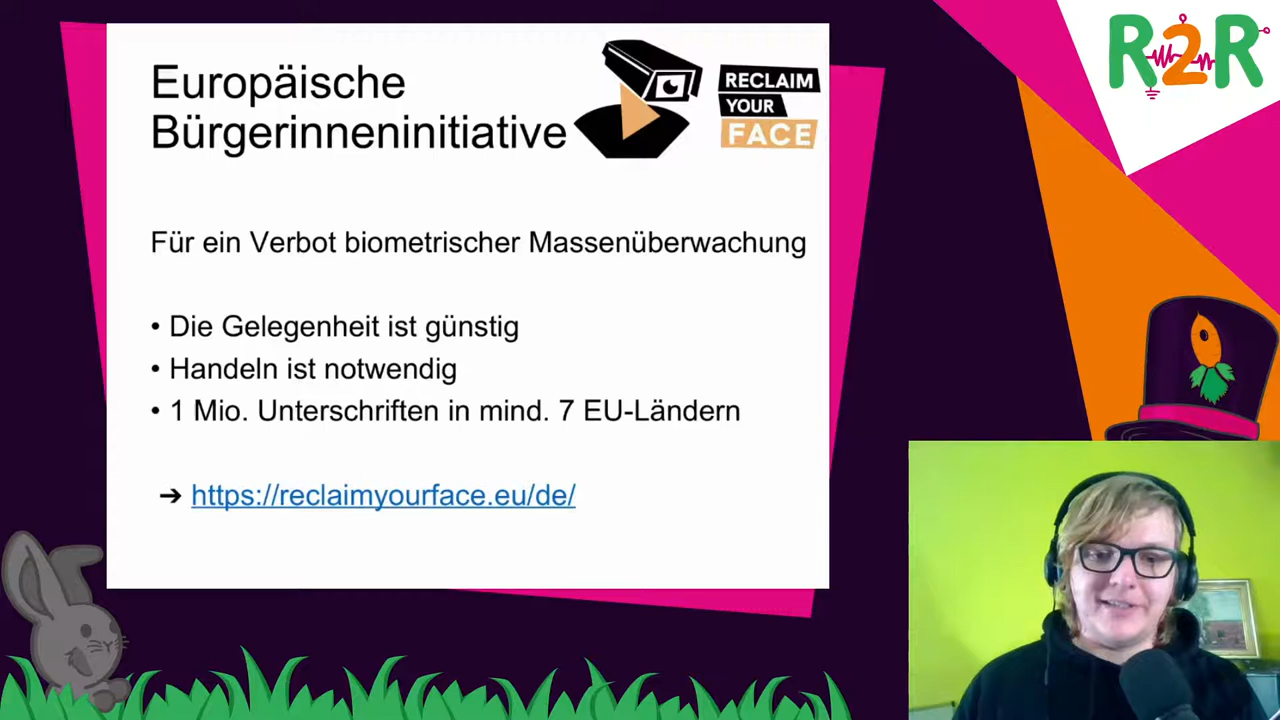 Europäische
Bürgerinneninitiative
RECLAIM
YOUR
FACE
R2R
Für ein Verbot biometrischer Massenüberwachung
• Die Gelegenheit ist günstig
• Handeln ist notwendig
• 1 Mio. Unterschriften in mind. 7 EU-Ländern
➔ https://reclaimyourface.eu/de/